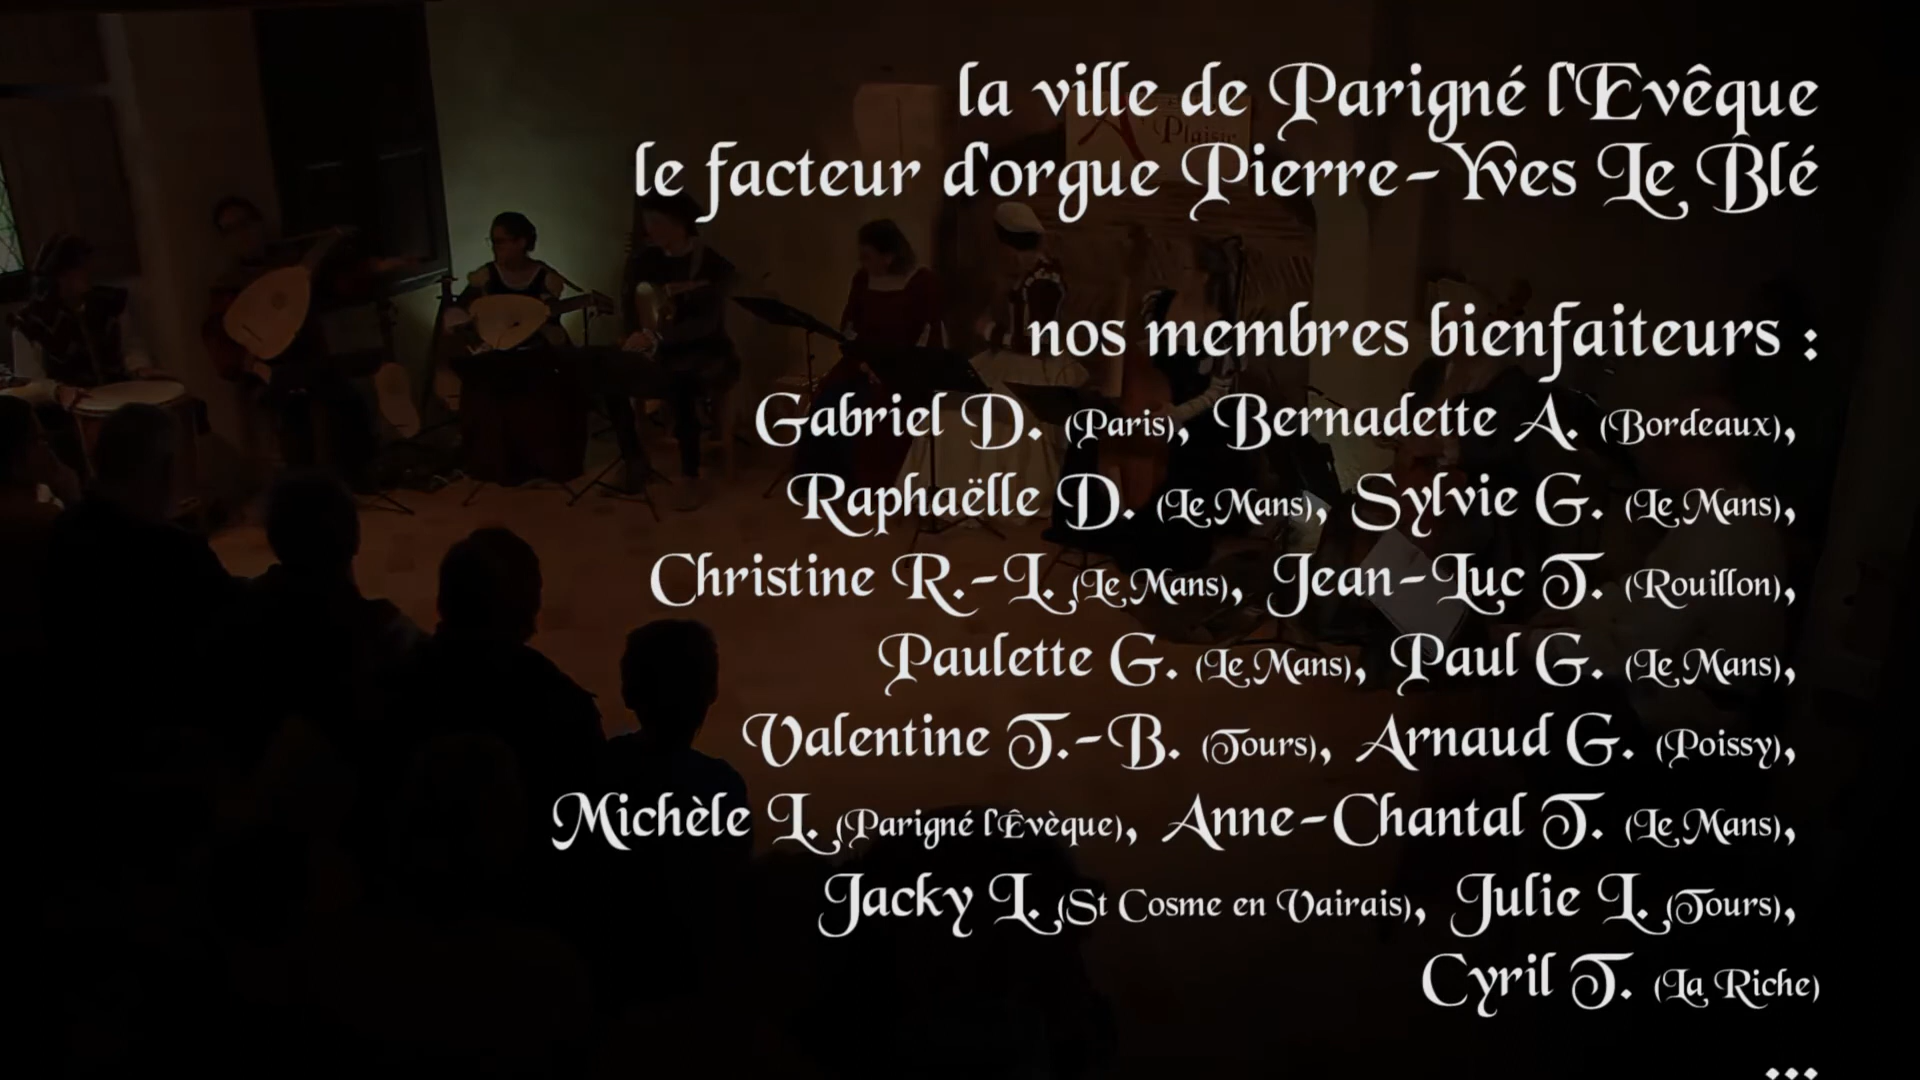 la ville de Parigné l'Evêque
le facteur d'orgue Pierre-Yves Le Blé
Plaisir
nos membres bienfaiteurs :
Gabriel D. (Paris), Bernadette A. (Bordeaux),
Raphaëlle D. (Le Mans), Sylvie G. (Le Mans),
Christine R.-L. (Le Mans), Jean-Luc T. (Rouillon),
Paulette G. (Le Mans), Paul G. (Le Mans),
Valentine T.-B. (Tours), Arnaud G. (Poissy),
Michèle L. (Parigné l'Êvèque), Anne-Chantal T. (Le Mans),
Jacky L. (St Cosme en Vairais), Julie L. (Tours),
Cyril T. (La Riche)
...